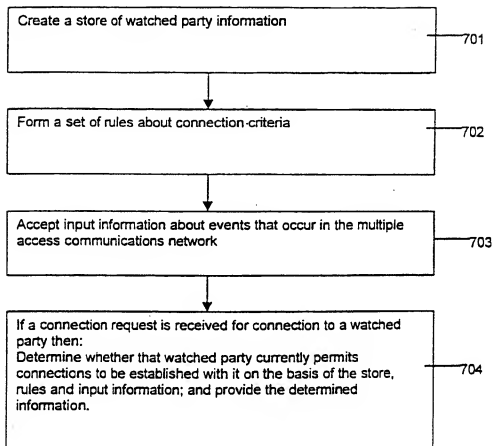 Create a store of watched party information
701
Form a set of rules about connection-criteria
702
Accept input information about events that occur in the multiple
access communications network
703
If a connection request is received for connection to a watched
party then:
Determine whether that watched party currently permits
connections to be established with it on the basis of the store,
rules and input information; and provide the determined
information.
704